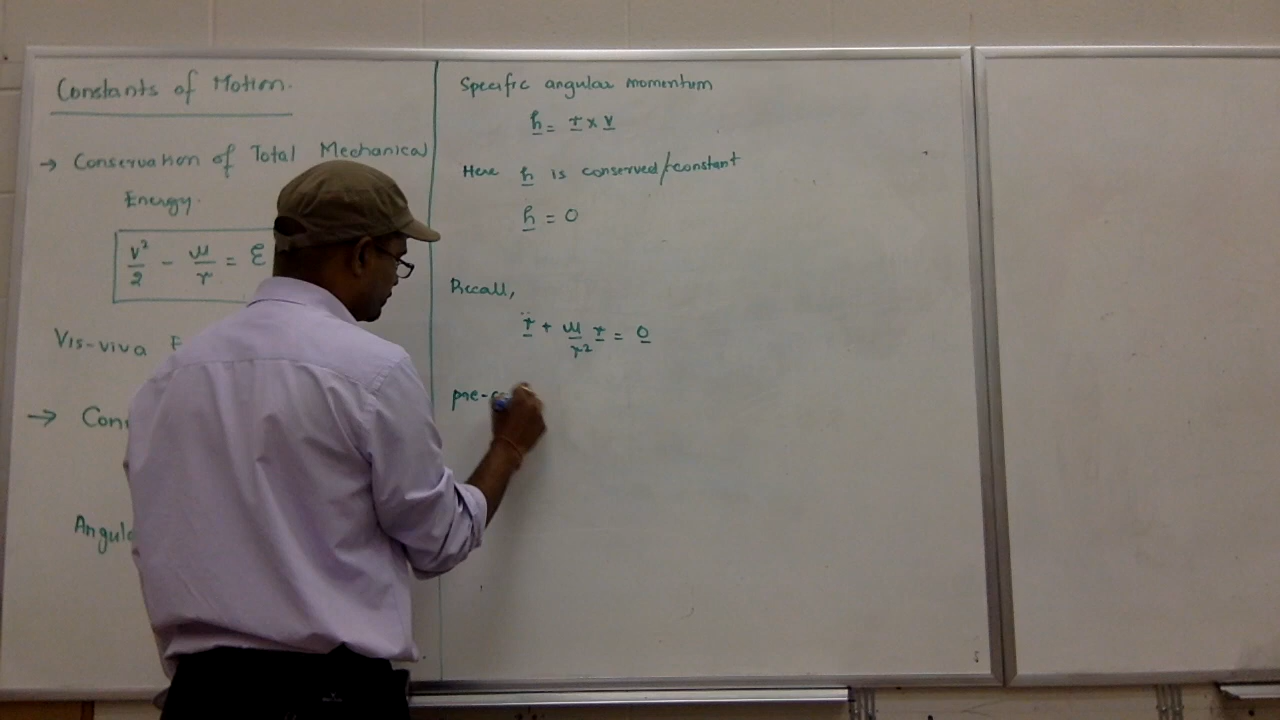 Constants of Motion.
→ Conservation of Total Mechanical
Energy.
v²/2 - μ/r = ε
Vis-viva
→ Con
Angul
Specific angular momentum
h = r x v
Here h is conserved/constant
h = 0
Recall,
r̈ + μ/r² r = 0
pre-